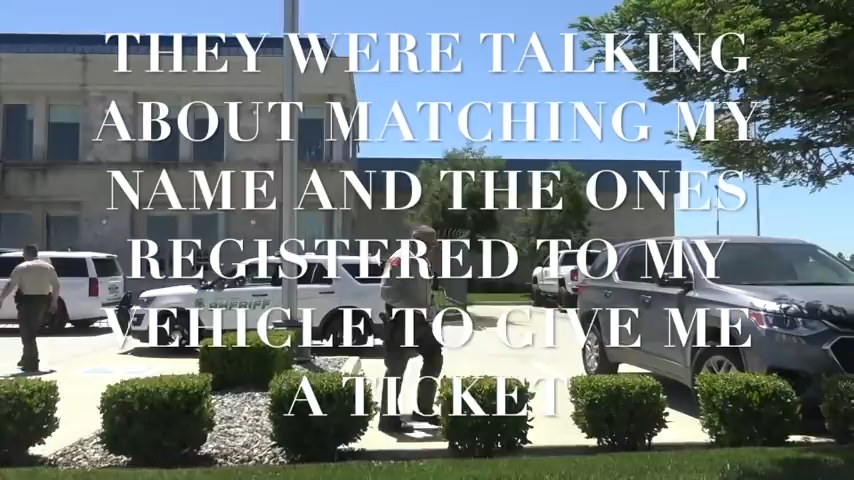 THEY WERE TALKING
ABOUT MATCHING MY
NAME AND THE ONES
REGISTERED TO MY
VEHICLE TO GIVE ME
A TICKET
SHERIFF